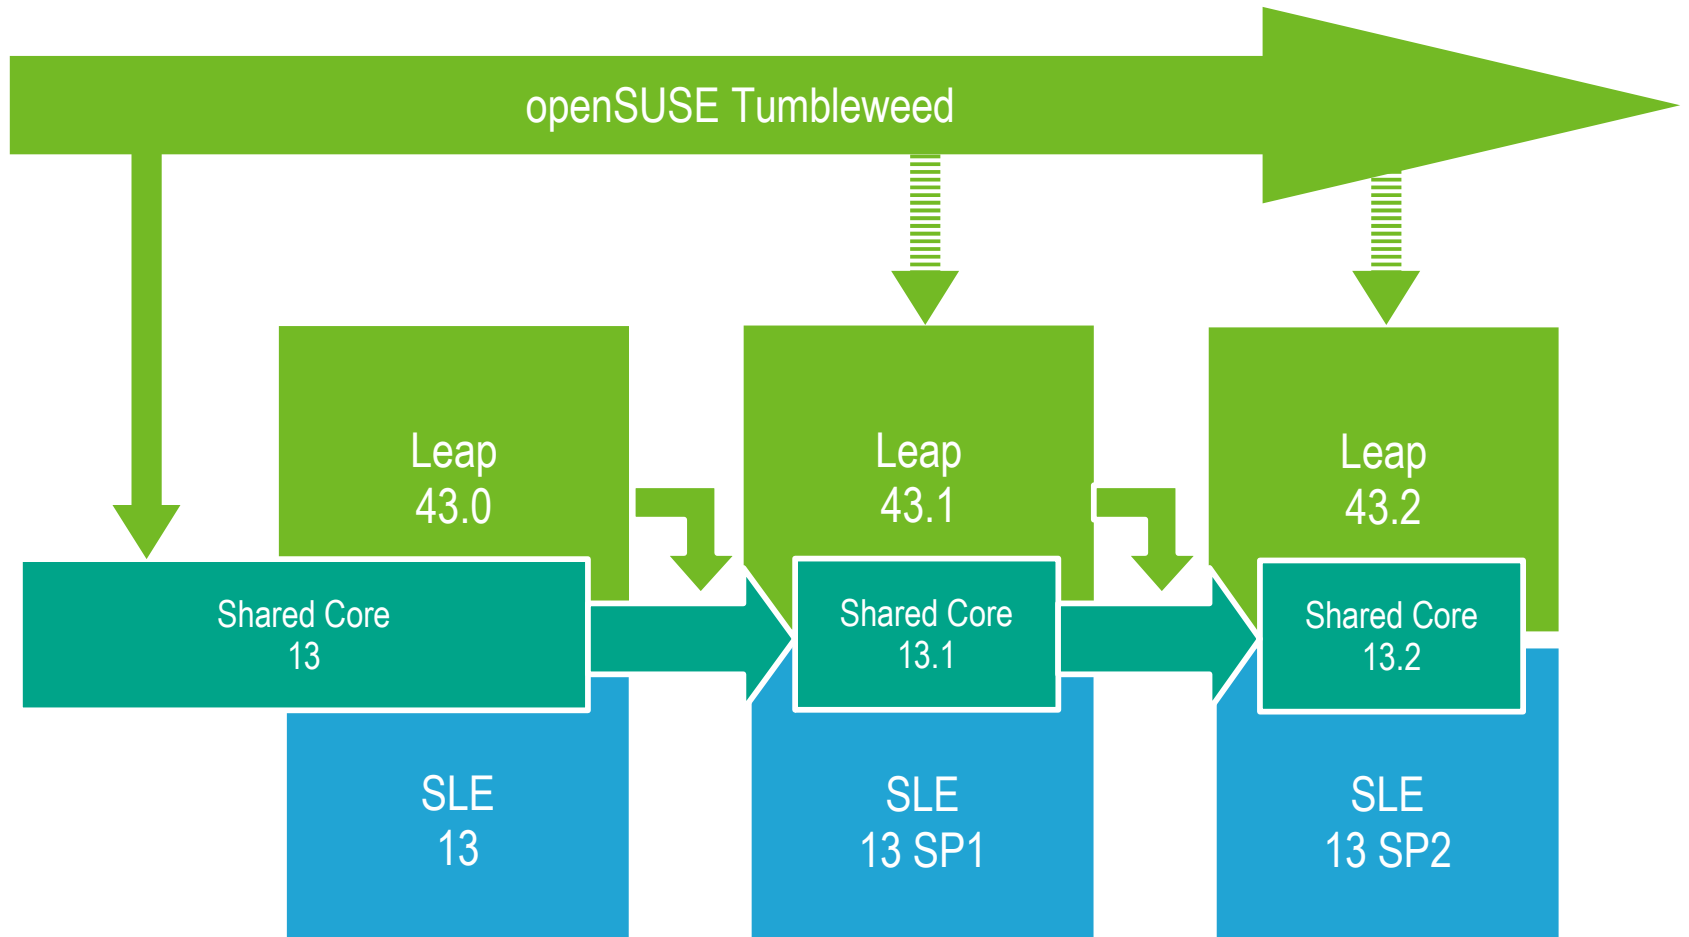 openSUSE Tumbleweed
Leap
43.0
Leap
43.1
Leap
43.2
Shared Core
13
Shared Core
13.1
Shared Core
13.2
SLE
13
SLE
13 SP1
SLE
13 SP2